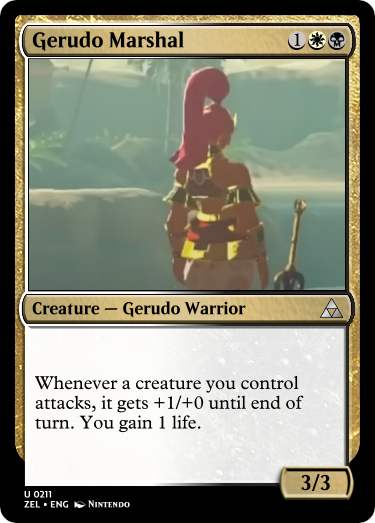 Gerudo Marshal 1
Creature — Gerudo Warrior
Whenever a creature you control
attacks, it gets +1/+0 until end of
turn. You gain 1 life.
3/3
U 0211
ZEL • ENG Nintendo